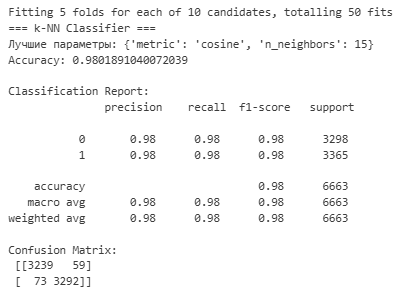 Fitting 5 folds for each of 10 candidates, totalling 50 fits
=== k-NN Classifier ===
Лучшие параметры: {'metric': 'cosine', 'n_neighbors': 15}
Accuracy: 0.9801891040072039
Classification Report:
precision recall f1-score support
0 0.98 0.98 0.98 3298
1 0.98 0.98 0.98 3365
accuracy 0.98 6663
macro avg 0.98 0.98 0.98 6663
weighted avg 0.98 0.98 0.98 6663
Confusion Matrix:
[[3239 59]
[ 73 3292]]